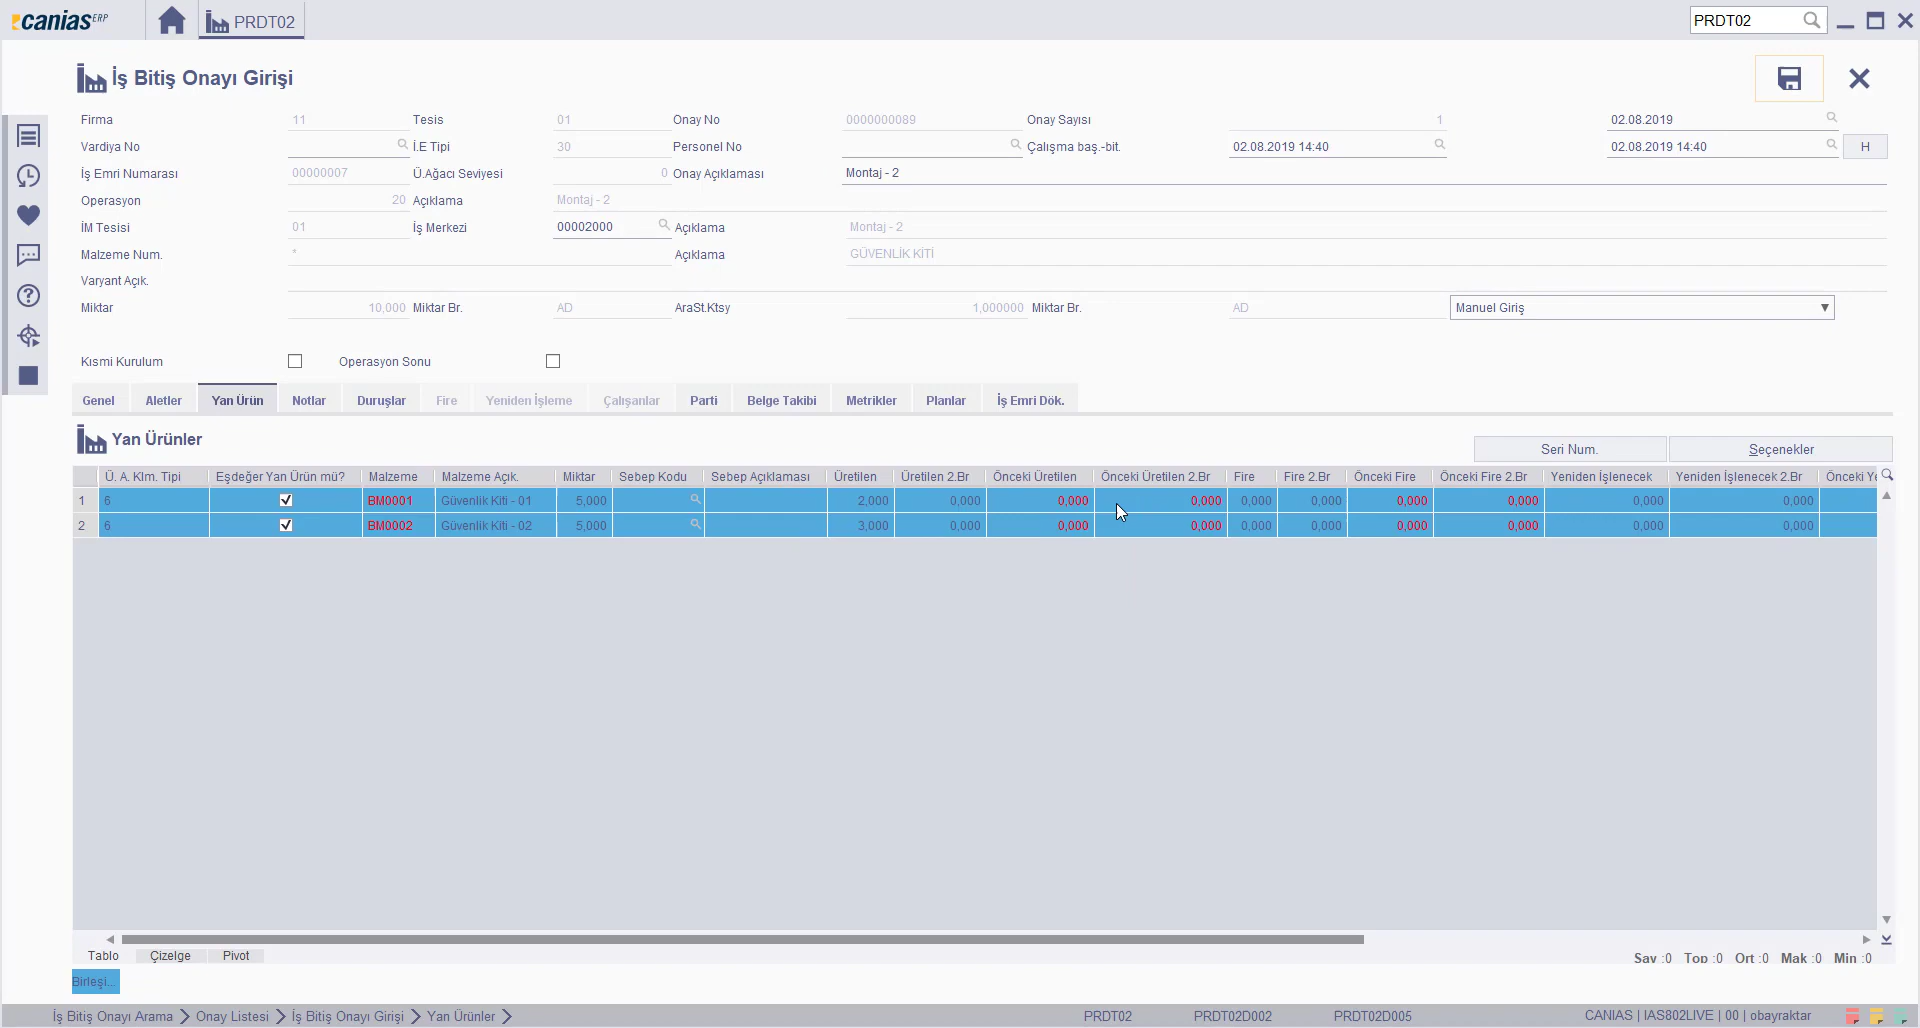 canias ERP PRDT02 PRDT02
İş Bitiş Onayı Girişi
Firma 11 Tesis 01 Onay No 0000000089 Onay Sayısı 1 02.08.2019
Vardiya No İ.E Tipi 30 Personel No Çalışma baş.-bit. 02.08.2019 14:40 02.08.2019 14:40 H
İş Emri Numarası 00000007 Ü.Ağacı Seviyesi 0 Onay Açıklaması Montaj - 2
Operasyon 20 Açıklama Montaj - 2
İM Tesisi 01 İş Merkezi 00002000 Açıklama Montaj - 2
Malzeme Num. * Açıklama GÜVENLİK KİTİ
Varyant Açık.
Miktar 10,000 Miktar Br. AD AraSt.Ktsy 1,000000 Miktar Br. AD Manuel Giriş
Kısmi Kurulum Operasyon Sonu
Genel Aletler Yan Ürün Notlar Duruşlar Fire Yeniden İşleme Çalışanlar Parti Belge Takibi Metrikler Planlar İş Emri Dök.
Yan Ürünler
Seri Num. Seçenekler
Ü. A. Klm. Tipi Eşdeğer Yan Ürün mü? Malzeme Malzeme Açık. Miktar Sebep Kodu Sebep Açıklaması Üretilen Üretilen 2.Br Önceki Üretilen Önceki Üretilen 2.Br Fire Fire 2.Br Önceki Fire Önceki Fire 2.Br Yeniden İşlenecek Yeniden İşlenecek 2.Br Önceki Ye
1 6 BM0001 Güvenlik Kiti - 01 5,000 2,000 0,000 0,000 0,000 0,000 0,000 0,000 0,000 0,000 0,000
2 6 BM0002 Güvenlik Kiti - 02 5,000 3,000 0,000 0,000 0,000 0,000 0,000 0,000 0,000 0,000 0,000
Tablo Çizelge Pivot
Say :0 Top :0 Ort :0 Mak :0 Min :0
Birleşi...
İş Bitiş Onayı Arama Onay Listesi İş Bitiş Onayı Girişi Yan Ürünler PRDT02 PRDT02D002 PRDT02D005 CANIAS | IAS802LIVE | 00 | obayraktar